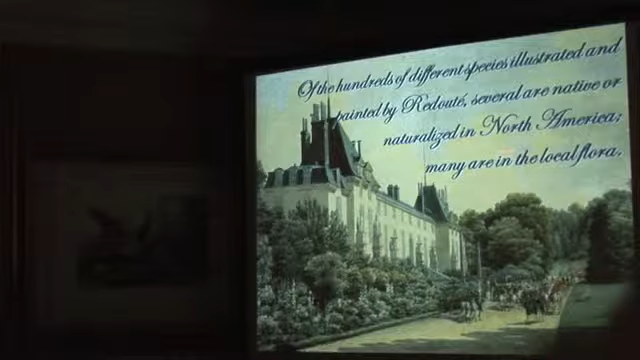 Of the hundreds of different species illustrated and
painted by Redouté, several are native or
naturalized in North America;
many are in the local flora.